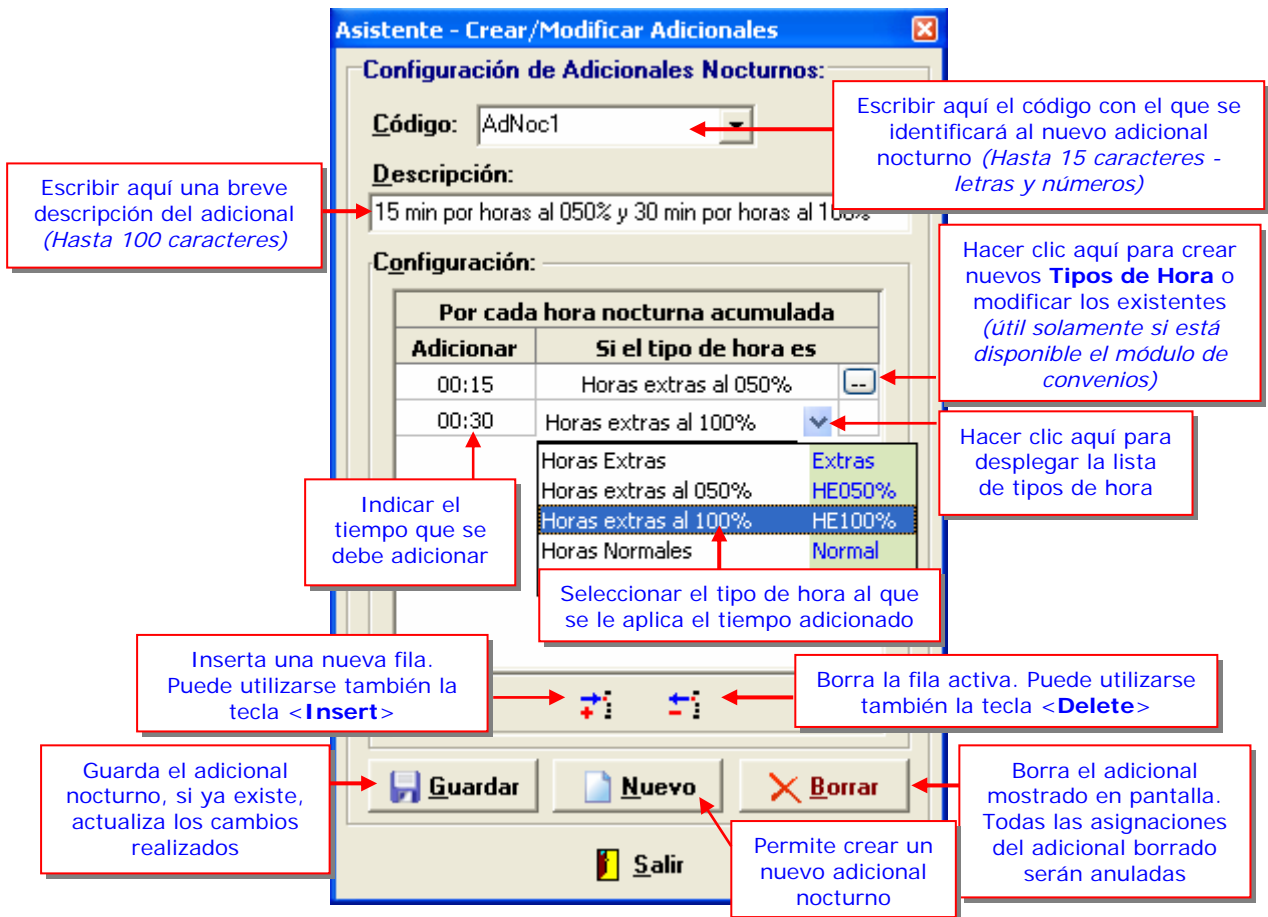 Asistente - Crear/Modificar Adicionales
Configuración de Adicionales Nocturnos:
Código: AdNoc1
Escribir aquí el código con el que se
identificará al nuevo adicional
nocturno (Hasta 15 caracteres -
letras y números)
Descripción:
Escribir aquí una breve
descripción del adicional
(Hasta 100 caracteres)
15 min por horas al 050% y 30 min por horas al 100%
Configuración:
Hacer clic aquí para crear
nuevos Tipos de Hora o
modificar los existentes
(útil solamente si está
disponible el módulo de
convenios)
Por cada hora nocturna acumulada
Adicionar Si el tipo de hora es
00:15 Horas extras al 050% --
00:30 Horas extras al 100%
Hacer clic aquí para
desplegar la lista
de tipos de hora
Horas Extras Extras
Horas extras al 050% HE050%
Horas extras al 100% HE100%
Horas Normales Normal
Indicar el
tiempo que se
debe adicionar
Seleccionar el tipo de hora al que
se le aplica el tiempo adicionado
Inserta una nueva fila.
Puede utilizarse también la
tecla <Insert>
Borra la fila activa. Puede utilizarse
también la tecla <Delete>
Guarda el adicional
nocturno, si ya existe,
actualiza los cambios
realizados
Guardar Nuevo Borrar
Borra el adicional
mostrado en pantalla.
Todas las asignaciones
del adicional borrado
serán anuladas
Permite crear un
nuevo adicional
nocturno
Salir